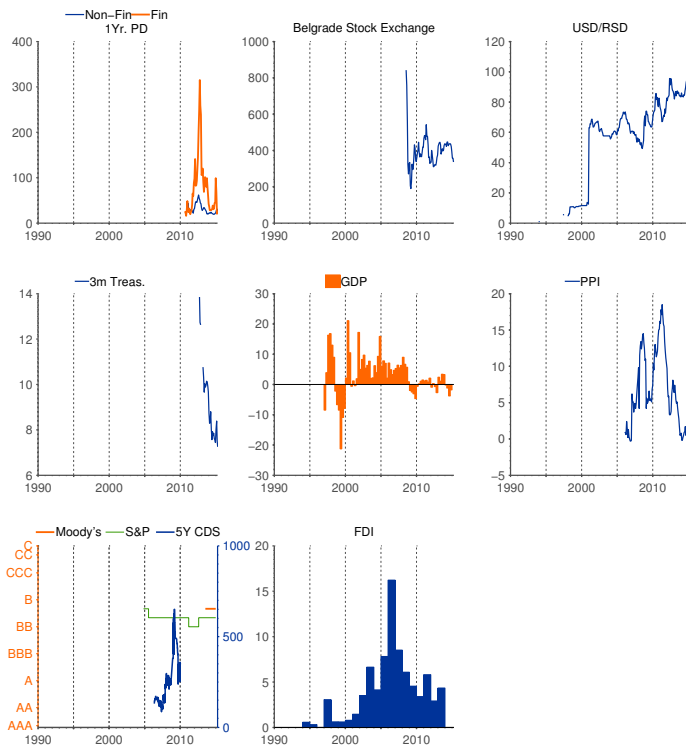 Non−Fin Fin
1Yr. PD
400
300
200
100
0
1990 2000 2010
Belgrade Stock Exchange
1000
800
600
400
200
0
1990 2000 2010
USD/RSD
120
100
80
60
40
20
0
1990 2000 2010
3m Treas.
14
12
10
8
6
1990 2000 2010
GDP
30
20
10
0
−10
−20
−30
1990 2000 2010
PPI
20
15
10
5
0
−5
1990 2000 2010
Moody's S&P 5Y CDS
C
CC
CCC
B
BB
BBB
A
AA
AAA
1000
500
0
1990 2000 2010
FDI
20
15
10
5
0
1990 2000 2010